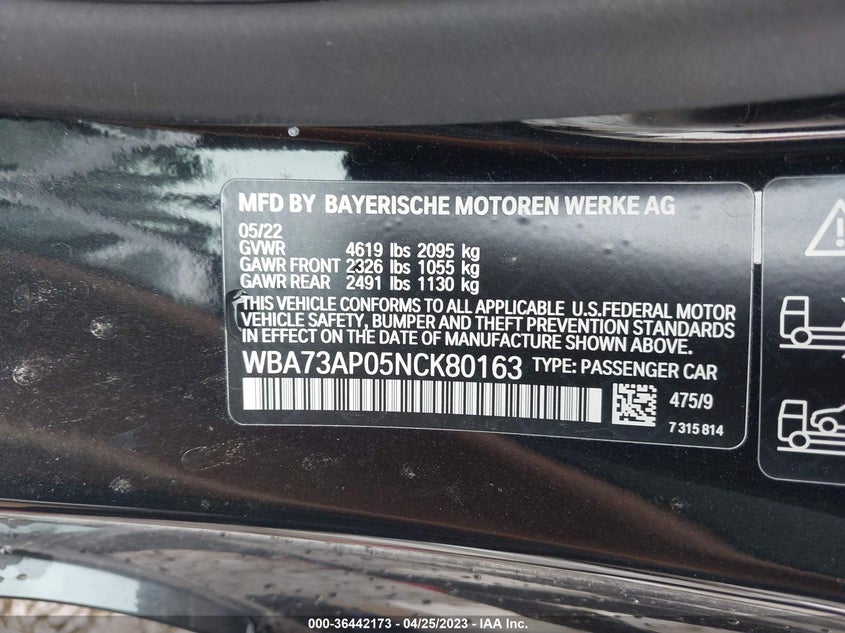 MFD BY BAYERISCHE MOTOREN WERKE AG
05/22
GVWR 4619 lbs 2095 kg
GAWR FRONT 2326 lbs 1055 kg
GAWR REAR 2491 lbs 1130 kg
THIS VEHICLE CONFORMS TO ALL APPLICABLE U.S.FEDERAL MOTOR
VEHICLE SAFETY, BUMPER AND THEFT PREVENTION STANDARDS
IN EFFECT ON THE DATE OF MANUFACTURE SHOWN ABOVE.
WBA73AP05NCK80163 TYPE: PASSENGER CAR
475/9
7 315 814
000-36442173 - 04/25/2023 - IAA Inc.